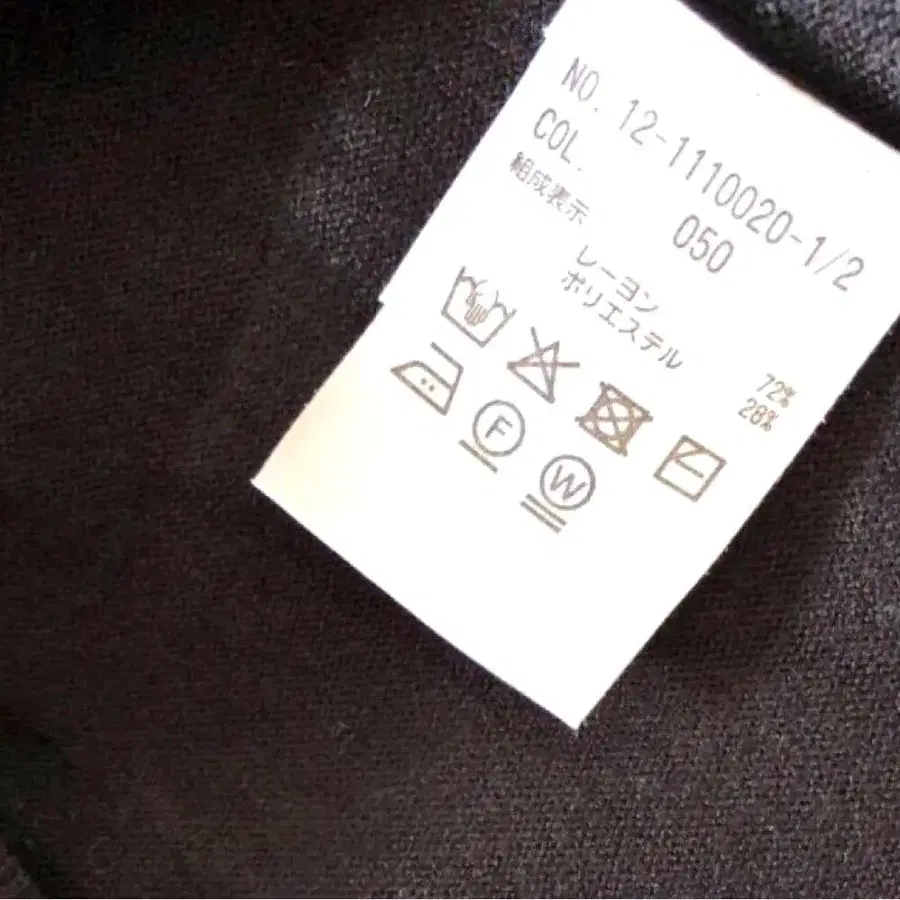 NO. 12-1110020-1/2
COL. 050
組成表示
レーヨン 72%
ポリエステル 28%
F
W